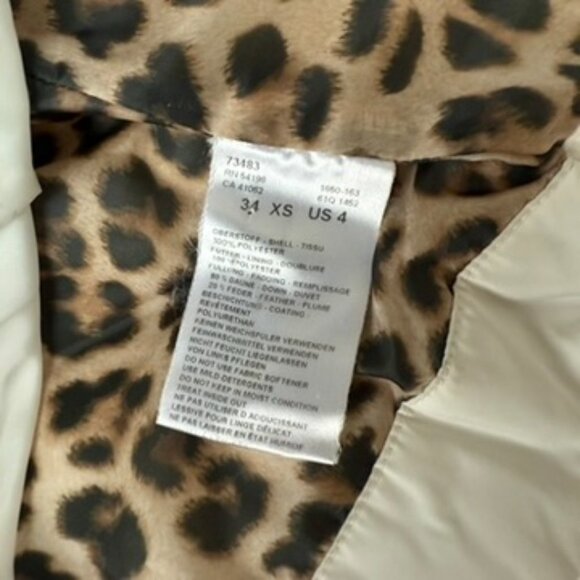 73483
RN 54196
CA 41062
1660-163
61Q 1452
34 XS US 4
OBERSTOFF - SHELL - TISSU
100% POLYESTER
FUTTER - LINING - DOUBLURE
100% POLYESTER
FÜLLUNG - PADDING - REMPLISSAGE
80 % DAUNE - DOWN - DUVET
20 % FEDER - FEATHER - PLUME
BESCHICHTUNG - COATING -
REVÊTEMENT
POLYURETHAN
KEINEN WEICHSPÜLER VERWENDEN
FEINWASCHMITTEL VERWENDEN
NICHT FEUCHT LIEGENLASSEN
VON LINKS PFLEGEN
DO NOT USE FABRIC SOFTENER
USE MILD DETERGENTS
DO NOT KEEP IN MOIST CONDITION
TREAT INSIDE OUT
NE PAS UTILISER D ADOUCISSANT
LESSIVE POUR LINGE DÉLICAT
NE PAS LAISSER EN ÉTAT HUMIDE